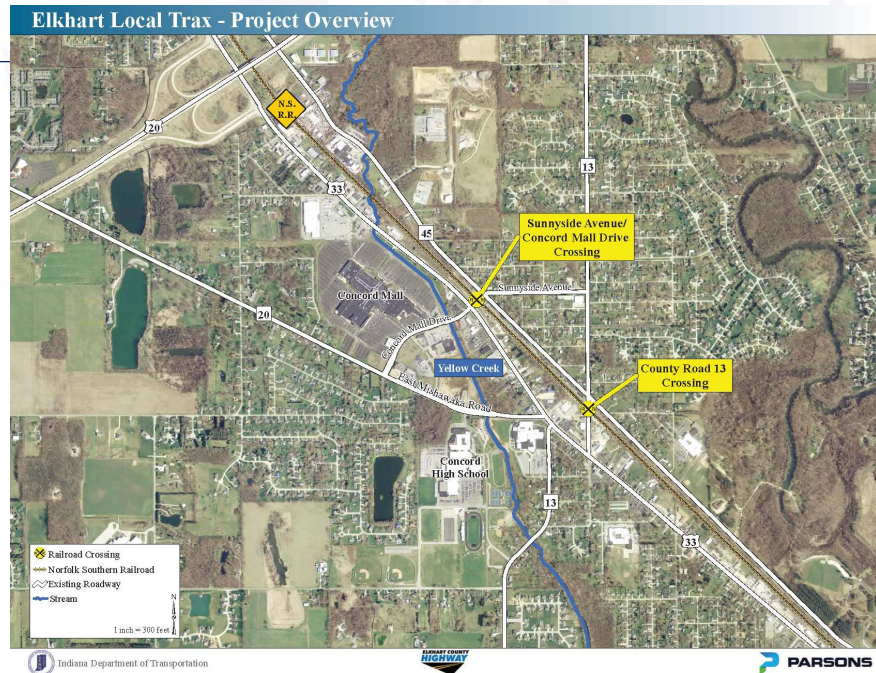 Elkhart Local Trax - Project Overview
N.S.
R.R.
20
33
13
45
Sunnyside Avenue/
Concord Mall Drive
Crossing
Sunnyside Avenue
Concord Mall
20
Concord Mall Drive
Yellow Creek
County Road 13
Crossing
East Mishawaka Road
Concord
High School
13
33
Railroad Crossing
Norfolk Southern Railroad
Existing Roadway
Stream
N
1 inch = 300 feet
Indiana Department of Transportation
ELKHART COUNTY
HIGHWAY
PARSONS